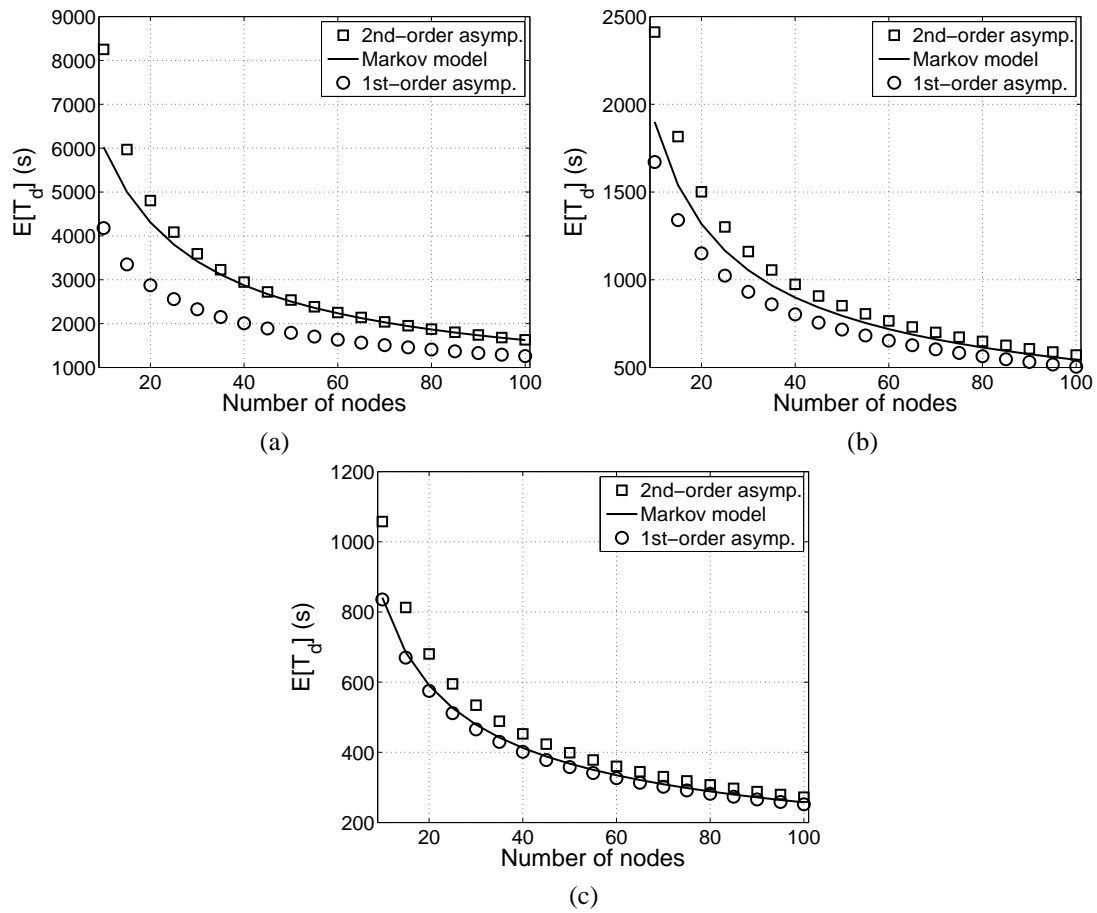 9000
8000
7000
6000
5000
4000
3000
2000
1000
E[T_d] (s)
2nd−order asymp.
Markov model
1st−order asymp.
20
40
60
80
100
Number of nodes
(a)
2500
2000
1500
1000
500
E[T_d] (s)
2nd−order asymp.
Markov model
1st−order asymp.
20
40
60
80
100
Number of nodes
(b)
1200
1000
800
600
400
200
E[T_d] (s)
2nd−order asymp.
Markov model
1st−order asymp.
20
40
60
80
100
Number of nodes
(c)